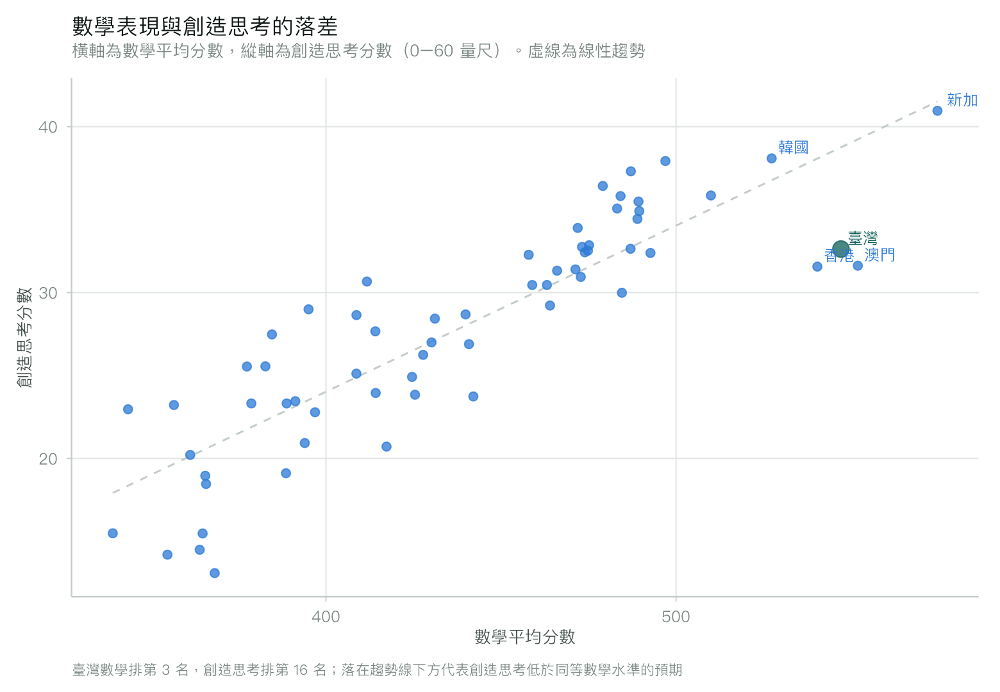 數學表現與創造思考的落差
橫軸為數學平均分數，縱軸為創造思考分數（0–60 量尺）。虛線為線性趨勢
新加
韓國
臺灣
香港
澳門
40
30
20
創造思考分數
400
500
數學平均分數
臺灣數學排第 3 名，創造思考排第 16 名；落在趨勢線下方代表創造思考低於同等數學水準的預期